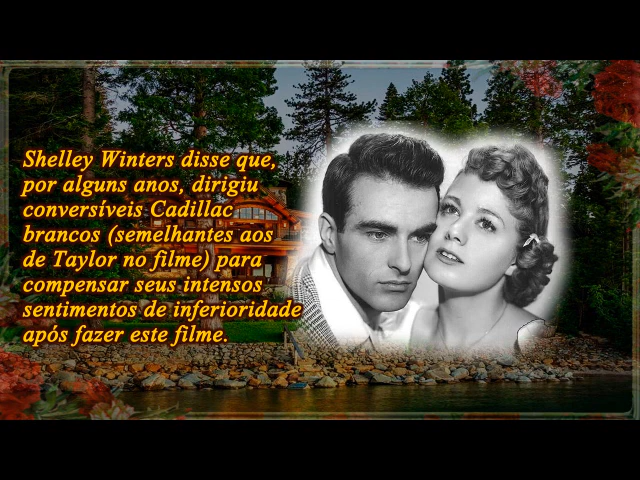 Shelley Winters disse que,
por alguns anos, dirigiu
conversíveis Cadillac
brancos (semelhantes aos
de Taylor no filme) para
compensar seus intensos
sentimentos de inferioridade
após fazer este filme.